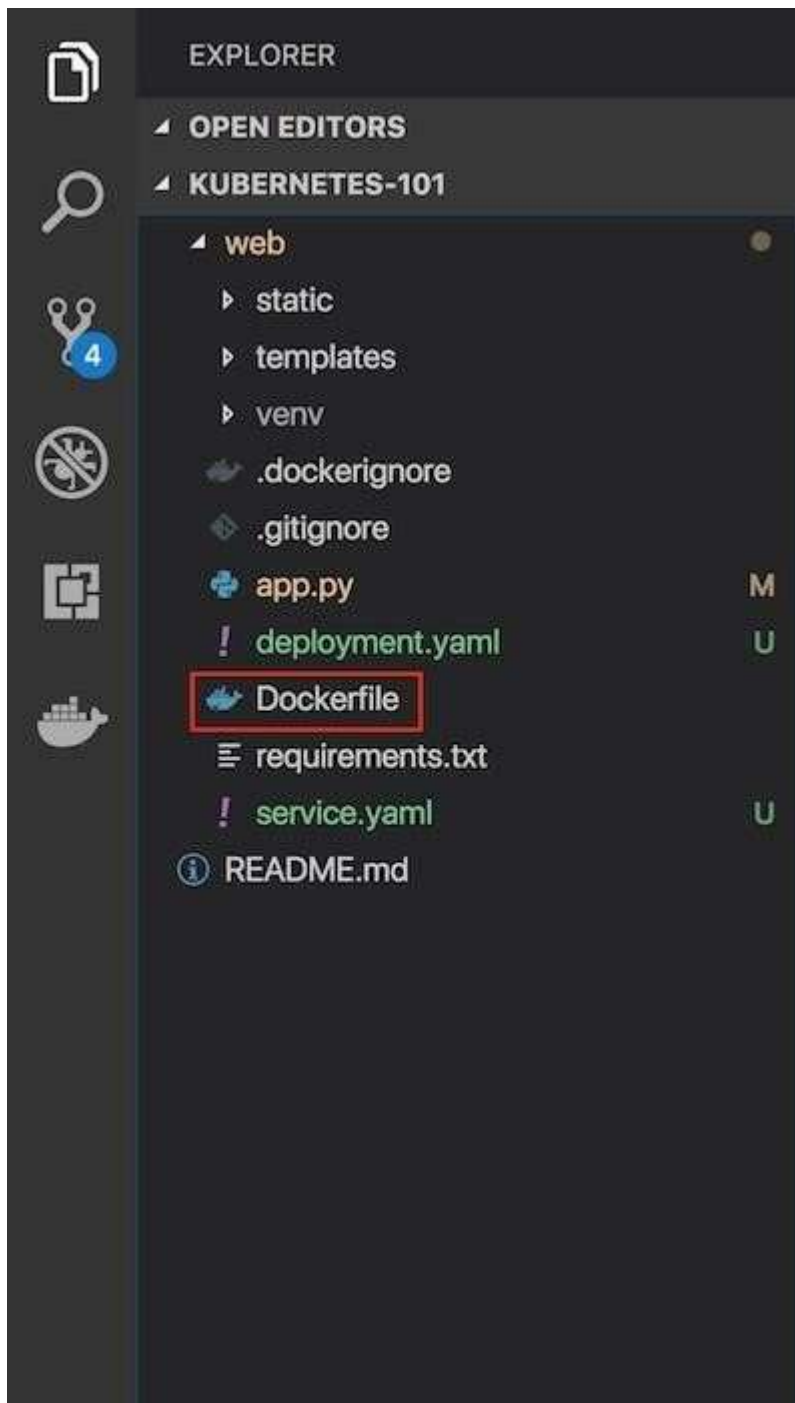 EXPLORER
OPEN EDITORS
KUBERNETES-101
web
static
templates
4
venv
.dockerignore
.gitignore
app.py M
deployment.yaml U
Dockerfile
requirements.txt
service.yaml U
README.md